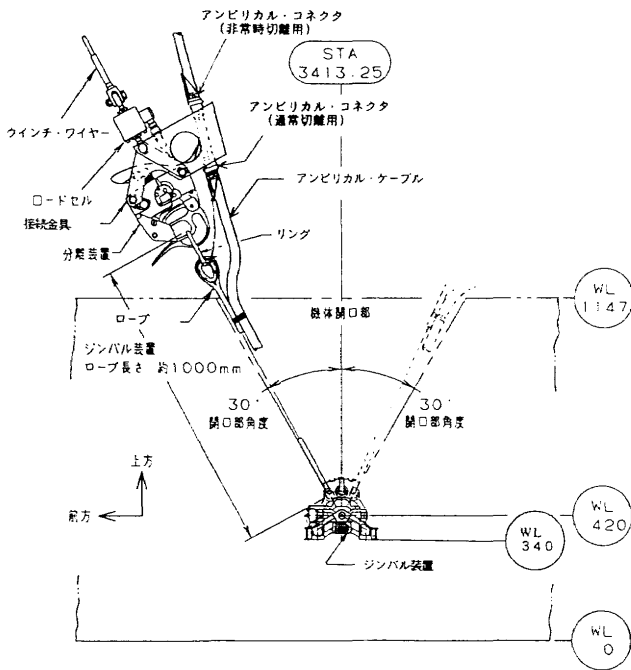 アンビリカル・コネクタ
(非常時切離用)
STA
3413.25
アンビリカル・コネクタ
(通常切離用)
ウインチ・ワイヤー
アンビリカル・ケーブル
ロードセル
接続金具
リング
分離装置
WL
1147
ロープ
機体開口部
ジンバル装置
ロープ長さ 約1000mm
30°
開口部角度
30°
開口部角度
上方
前方
WL
420
WL
340
ジンバル装置
WL
0